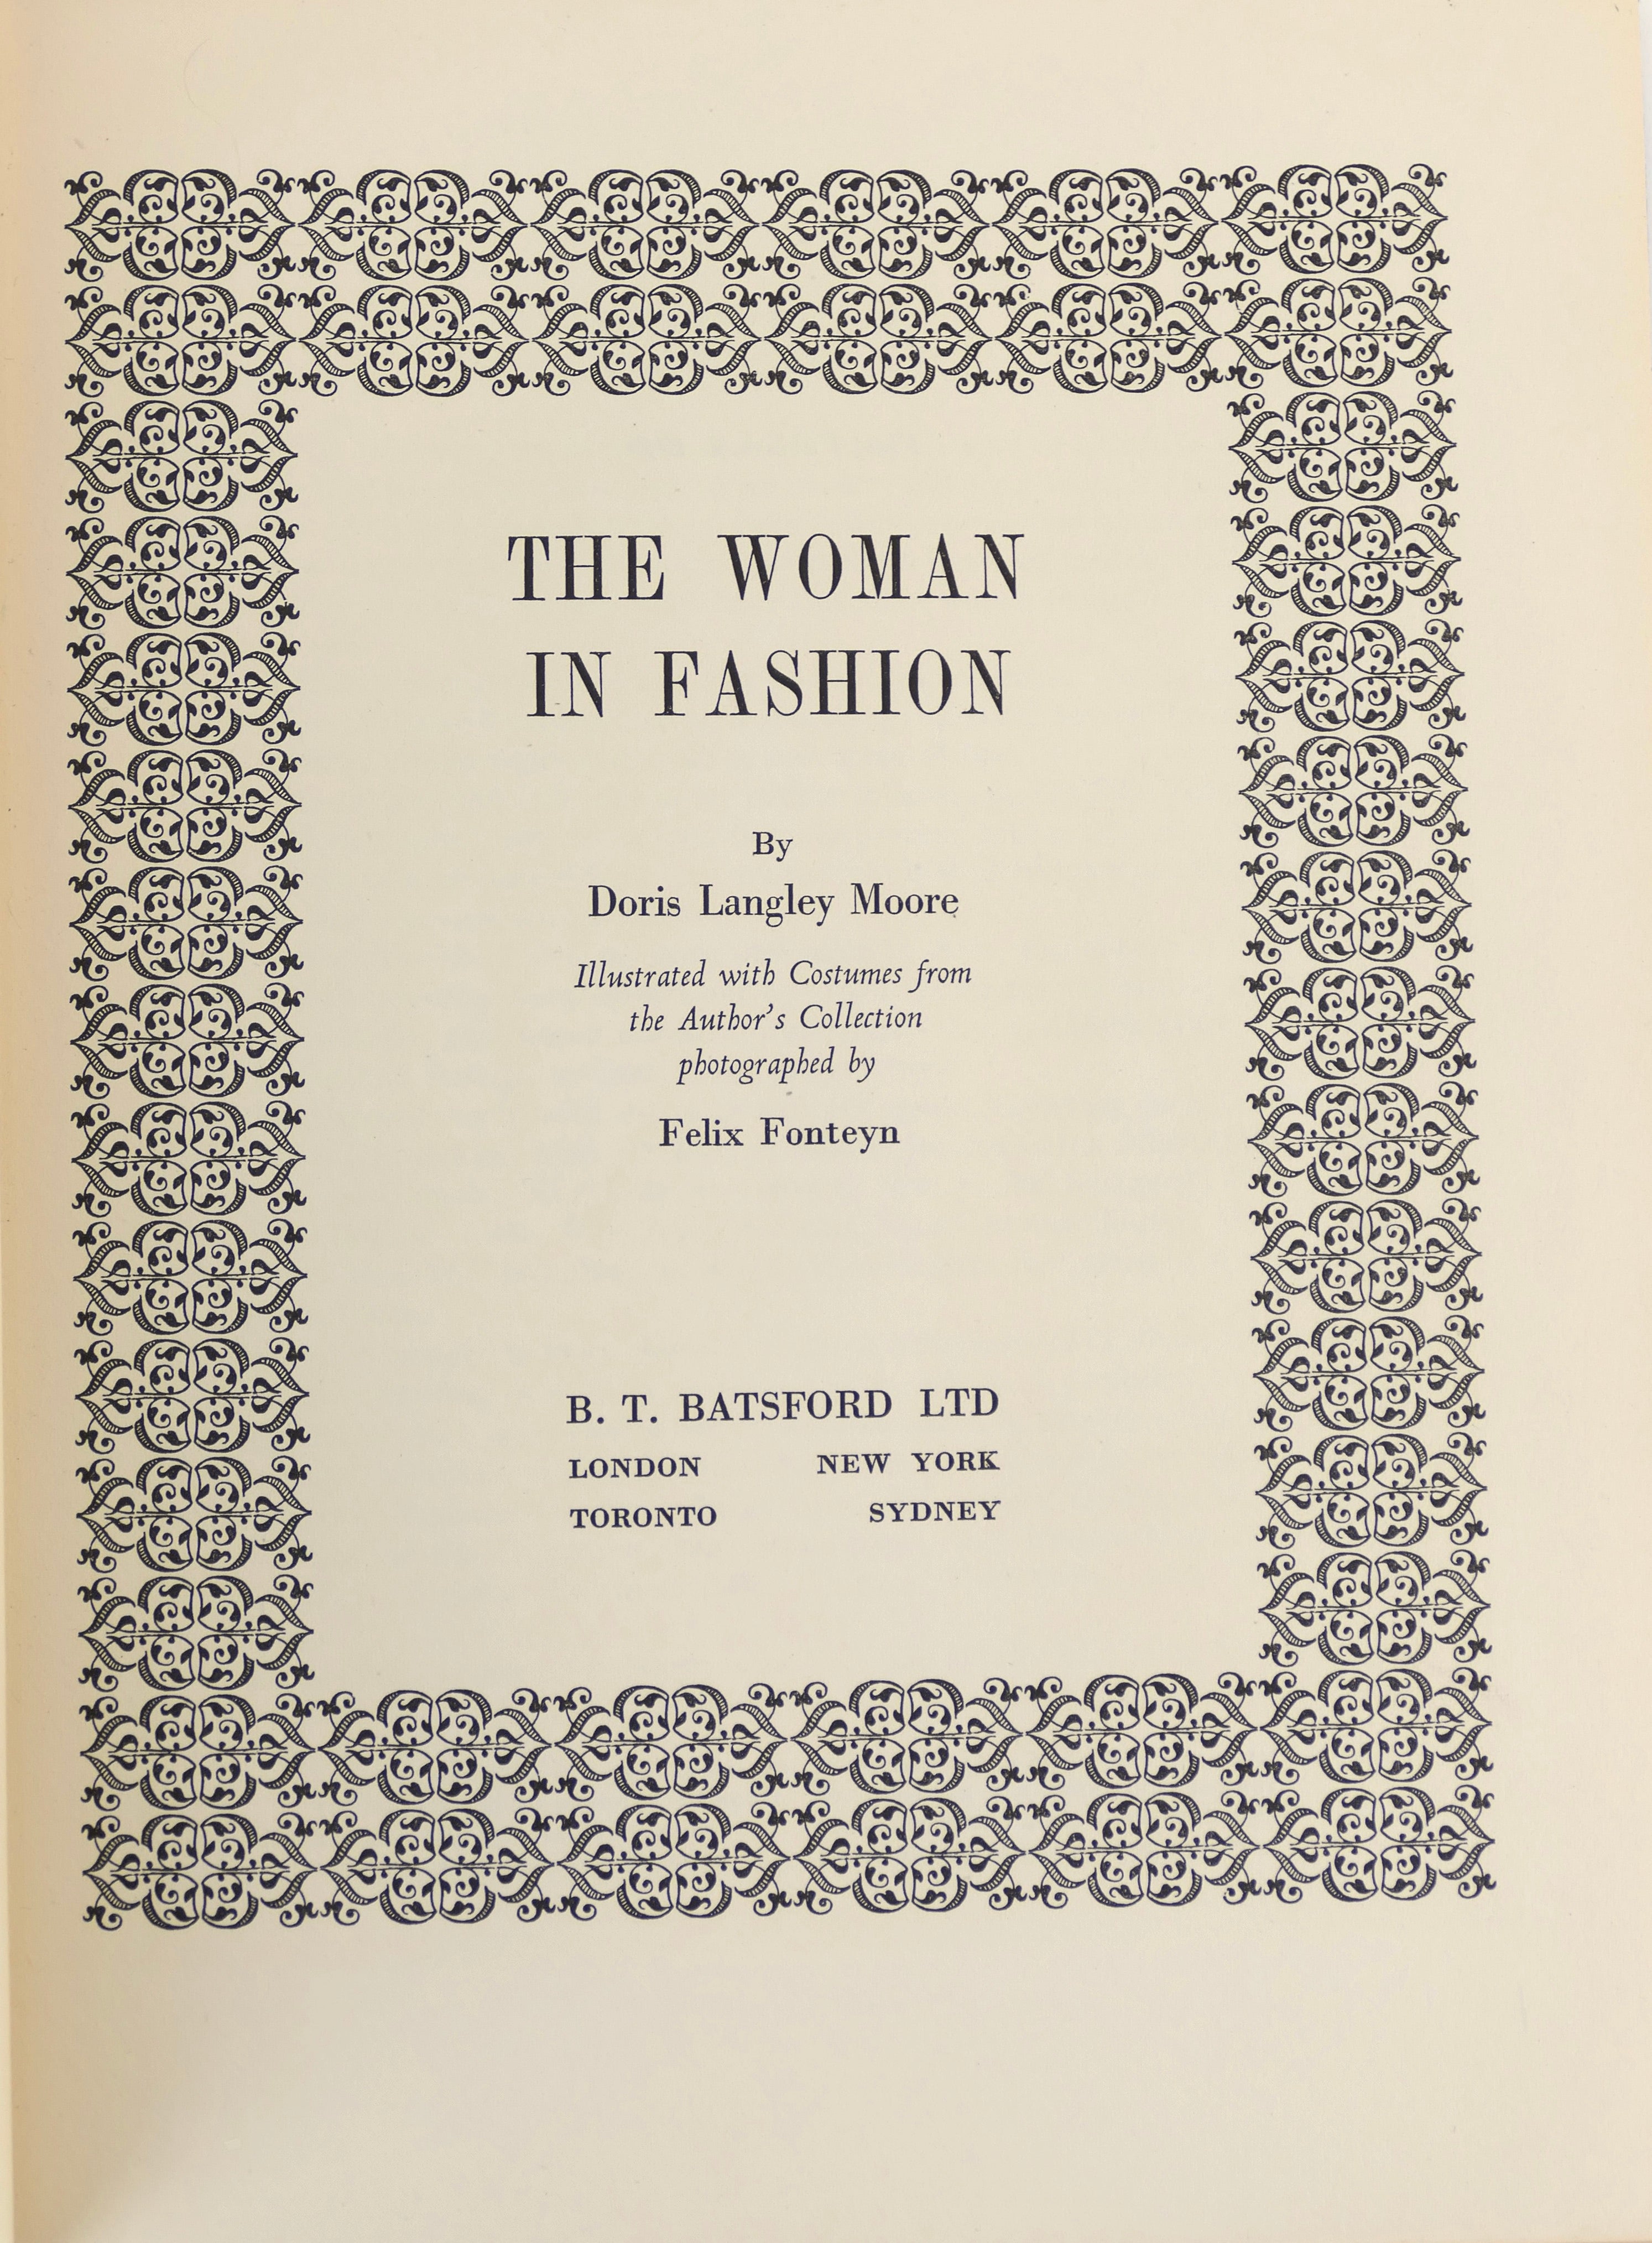 THE WOMAN
IN FASHION
By
Doris Langley Moore
Illustrated with Costumes from
the Author's Collection
photographed by
Felix Fonteyn
B. T. BATSFORD LTD
LONDON NEW YORK
TORONTO SYDNEY